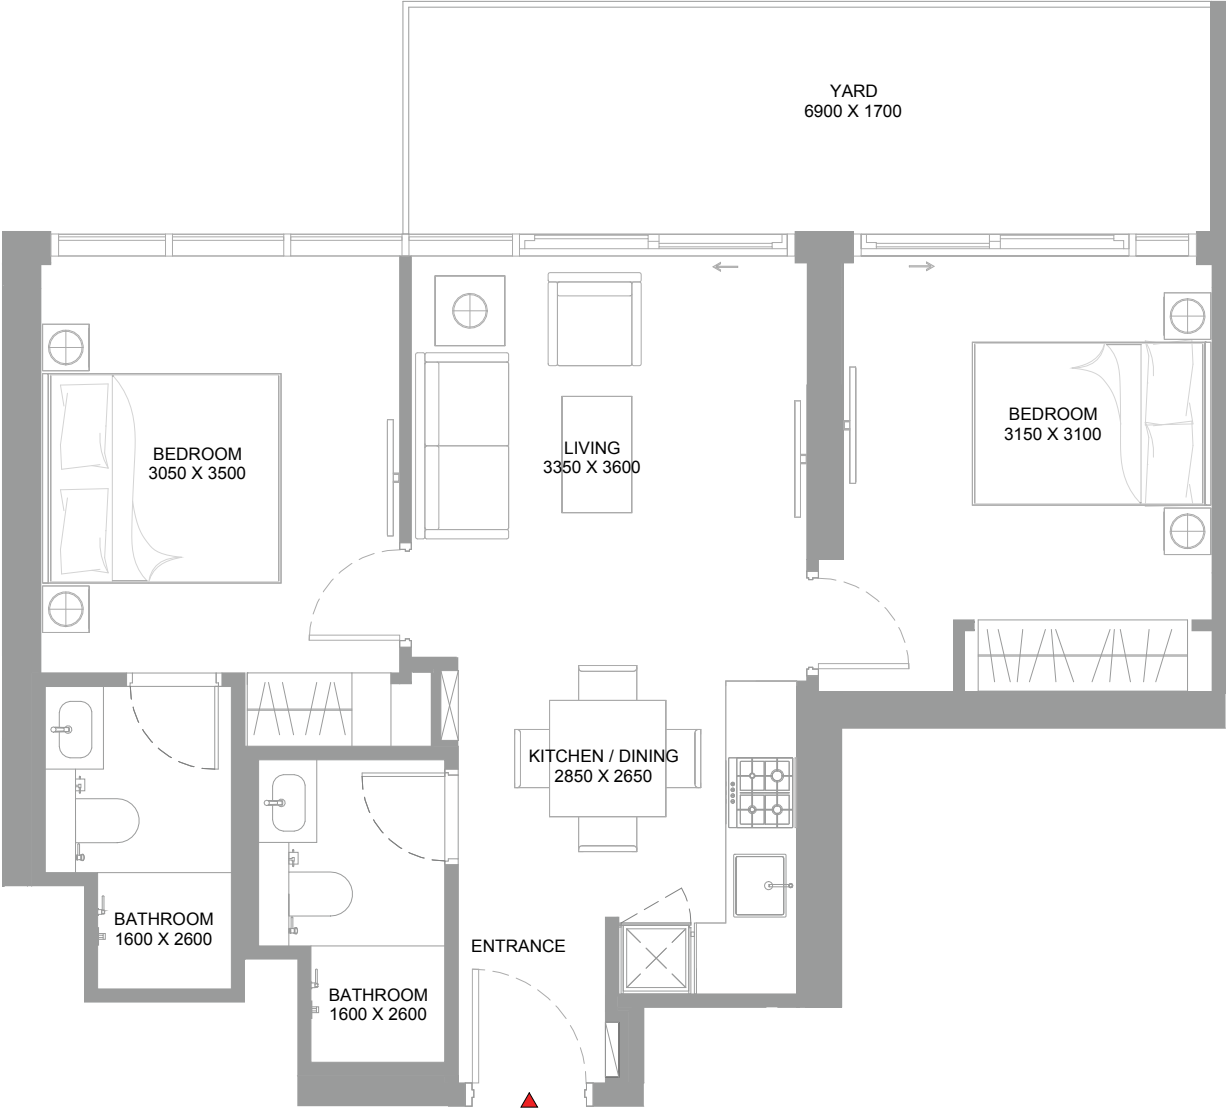 YARD
6900 X 1700
BEDROOM
3050 X 3500
LIVING
3350 X 3600
BEDROOM
3150 X 3100
KITCHEN / DINING
2850 X 2650
BATHROOM
1600 X 2600
ENTRANCE
BATHROOM
1600 X 2600